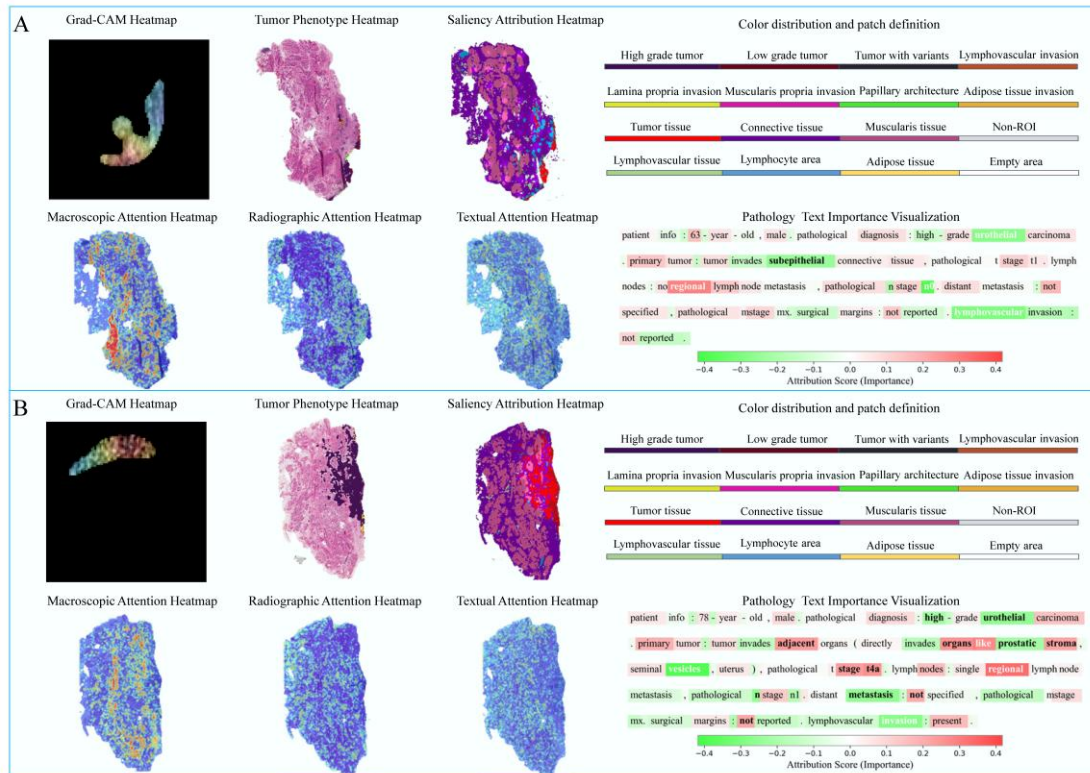 A
Grad-CAM Heatmap
Tumor Phenotype Heatmap
Saliency Attribution Heatmap
Color distribution and patch definition
High grade tumor
Low grade tumor
Tumor with variants
Lymphovascular invasion
Lamina propria invasion
Muscularis propria invasion
Papillary architecture
Adipose tissue invasion
Tumor tissue
Connective tissue
Muscularis tissue
Non-ROI
Lymphovascular tissue
Lymphocyte area
Adipose tissue
Empty area
Macroscopic Attention Heatmap
Radiographic Attention Heatmap
Textual Attention Heatmap
Pathology Text Importance Visualization
patient info : 63 - year - old , male . pathological diagnosis : high - grade urothelial carcinoma
. primary tumor : tumor invades subepithelial connective tissue , pathological t stage t1 . lymph
nodes : no regional lymph node metastasis , pathological n stage n0 . distant metastasis : not
specified , pathological mstage mx. surgical margins : not reported . lymphovascular invasion :
not reported .
−0.4 −0.3 −0.2 −0.1 0.0 0.1 0.2 0.3 0.4
Attribution Score (Importance)
B
Grad-CAM Heatmap
Tumor Phenotype Heatmap
Saliency Attribution Heatmap
Color distribution and patch definition
High grade tumor
Low grade tumor
Tumor with variants
Lymphovascular invasion
Lamina propria invasion
Muscularis propria invasion
Papillary architecture
Adipose tissue invasion
Tumor tissue
Connective tissue
Muscularis tissue
Non-ROI
Lymphovascular tissue
Lymphocyte area
Adipose tissue
Empty area
Macroscopic Attention Heatmap
Radiographic Attention Heatmap
Textual Attention Heatmap
Pathology Text Importance Visualization
patient info : 78 - year - old , male . pathological diagnosis : high - grade urothelial carcinoma
. primary tumor : tumor invades adjacent organs ( directly invades organs like prostatic stroma ,
seminal vesicles , uterus ) , pathological t stage t4a . lymph nodes : single regional lymph node
metastasis , pathological n stage n1 . distant metastasis : not specified , pathological mstage
mx. surgical margins : not reported . lymphovascular invasion : present .
−0.4 −0.3 −0.2 −0.1 0.0 0.1 0.2 0.3 0.4
Attribution Score (Importance)